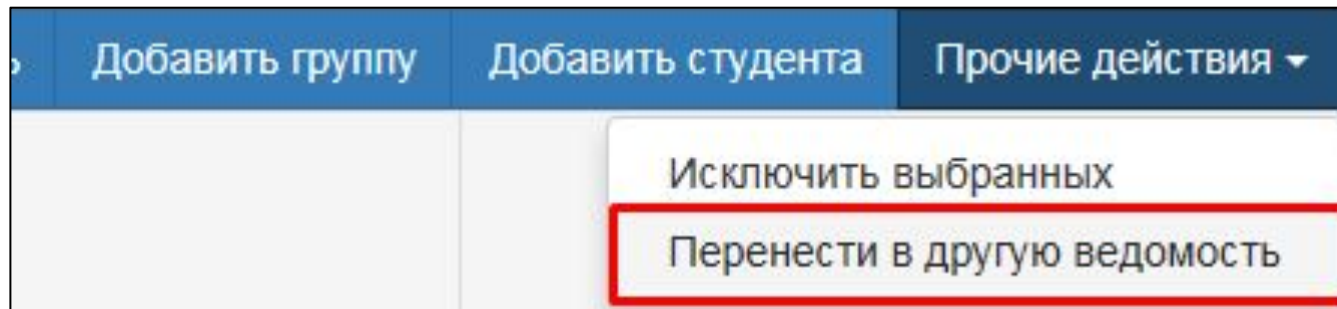 Добавить группу Добавить студента Прочие действия
Исключить выбранных
Перенести в другую ведомость